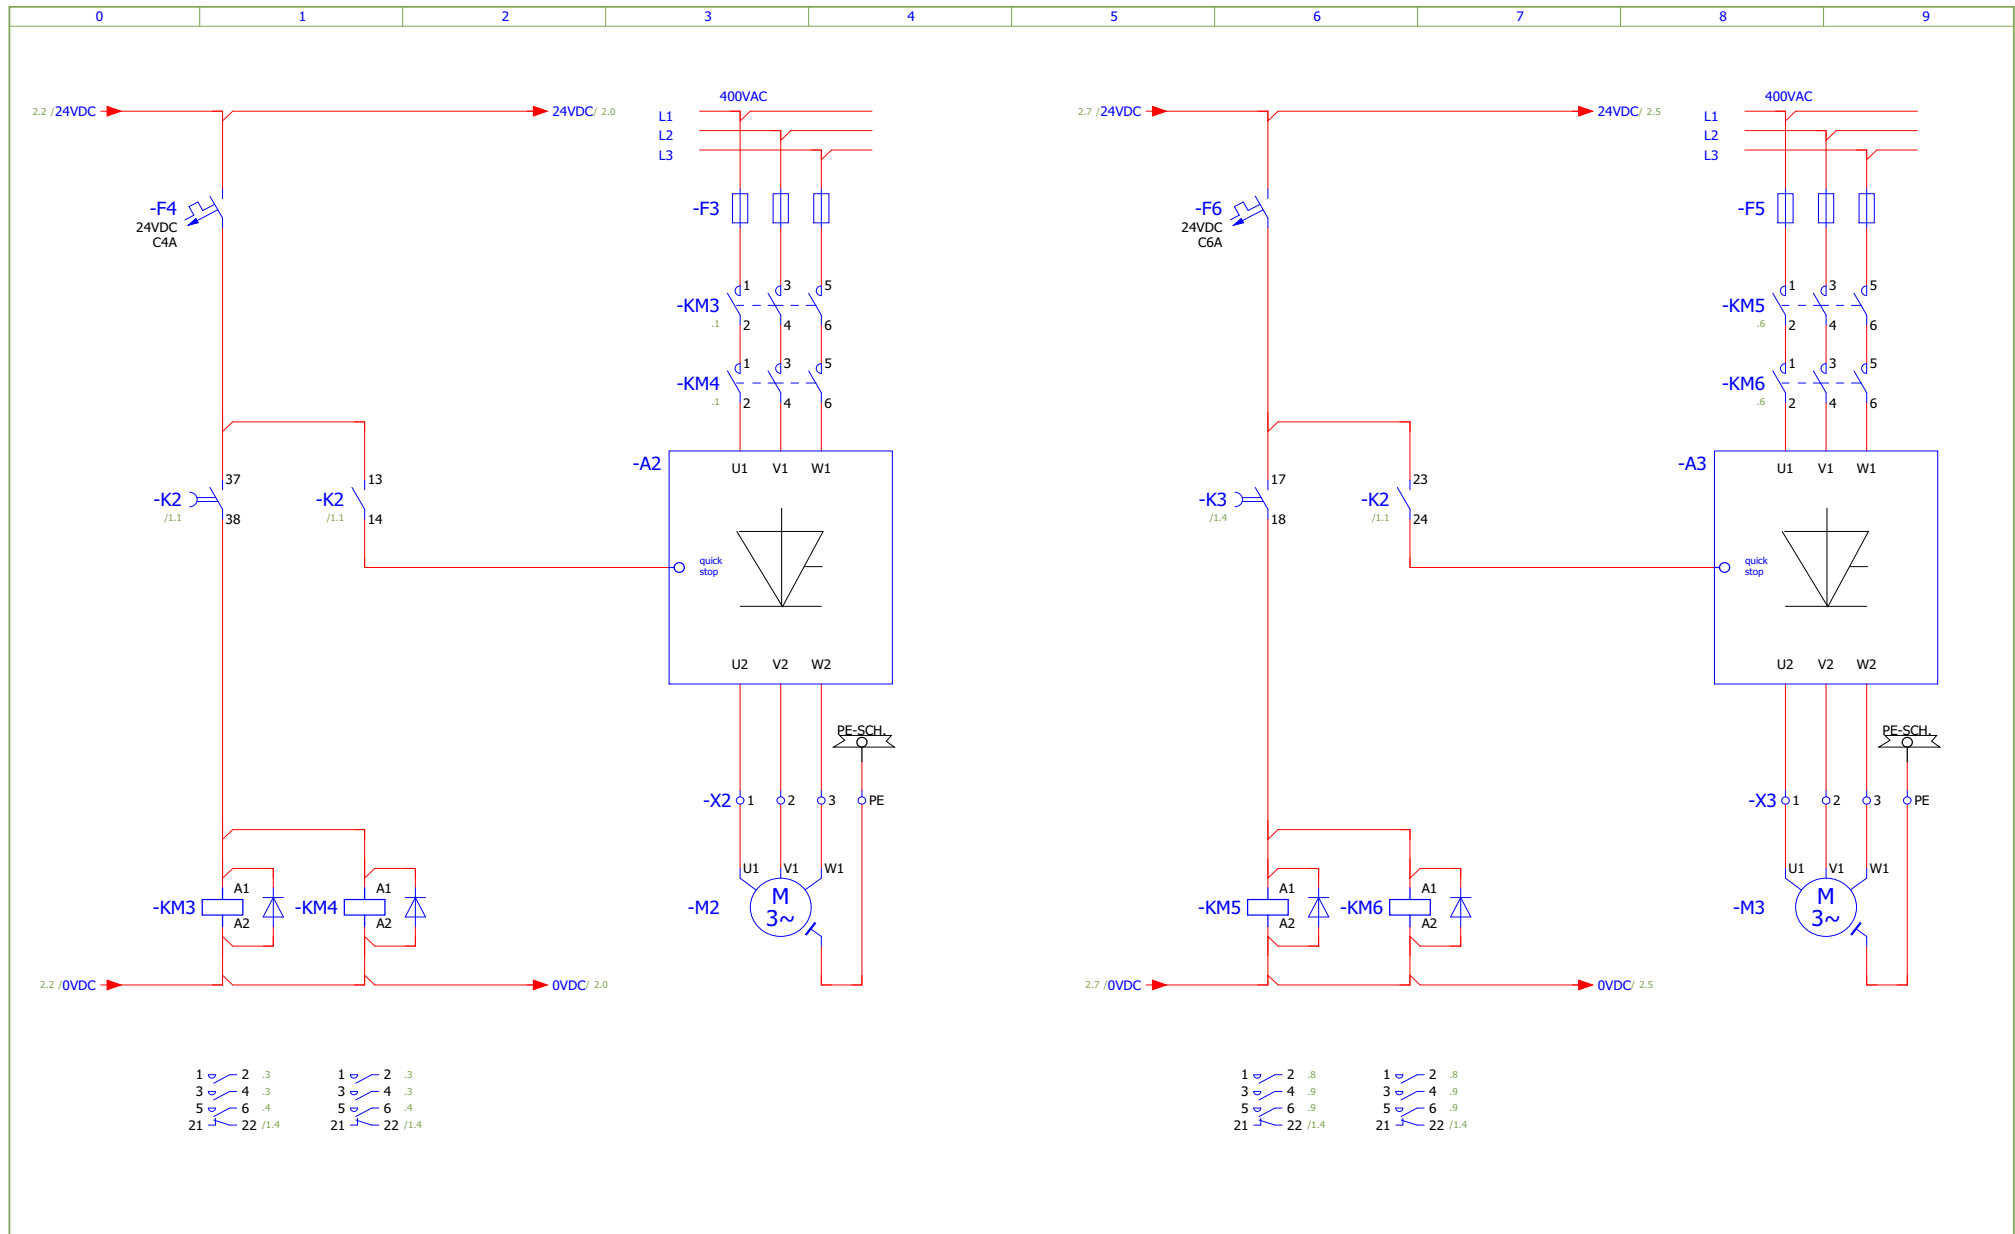 0 1 2 3 4 5 6 7 8 9
400VAC 400VAC
2.2 /24VDC 24VDC/ 2.0 L1 2.7 /24VDC 24VDC/ 2.5 L1
L2 L2
L3 L3
-F4 -F3 -F6 -F5
24VDC 24VDC
C4A C6A
1 3 5 1 3 5
-KM3 -KM5
.1 2 4 6 .6 2 4 6
1 3 5 1 3 5
-KM4 -KM6
.1 2 4 6 .6 2 4 6
-A2 U1 V1 W1 -A3 U1 V1 W1
37 13 17 23
-K2 -K2 -K3 -K2
/1.1 38 /1.1 14 /1.4 18 /1.1 24
quick quick
stop stop
U2 V2 W2 U2 V2 W2
PE-SCH. PE-SCH.
-X2 1 2 3 PE -X3 1 2 3 PE
U1 V1 W1 U1 V1 W1
A1 A1 M A1 A1 M
-KM3 -KM4 -M2 -KM5 -KM6 -M3
A2 A2 3~ A2 A2 3~
2.2 /0VDC 0VDC/ 2.0 2.7 /0VDC 0VDC/ 2.5
1 2 .3 1 2 .3 1 2 .8 1 2 .8
3 4 .3 3 4 .3 3 4 .9 3 4 .9
5 6 .4 5 6 .4 5 6 .9 5 6 .9
21 22 /1.4 21 22 /1.4 21 22 /1.4 21 22 /1.4